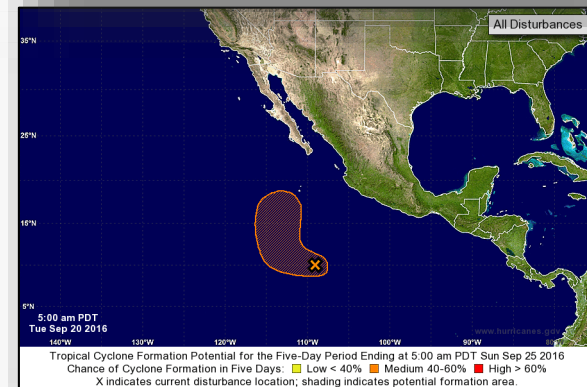 All Disturbances
35°N
25°N
15°N
5°N
5:00 am PDT
Tue Sep 20 2016
www.hurricanes.gov
140°W 130°W 120°W 110°W 100°W 90°W 80
Tropical Cyclone Formation Potential for the Five-Day Period Ending at 5:00 am PDT Sun Sep 25 2016
Chance of Cyclone Formation in Five Days: Low < 40% Medium 40-60% High > 60%
X indicates current disturbance location; shading indicates potential formation area.